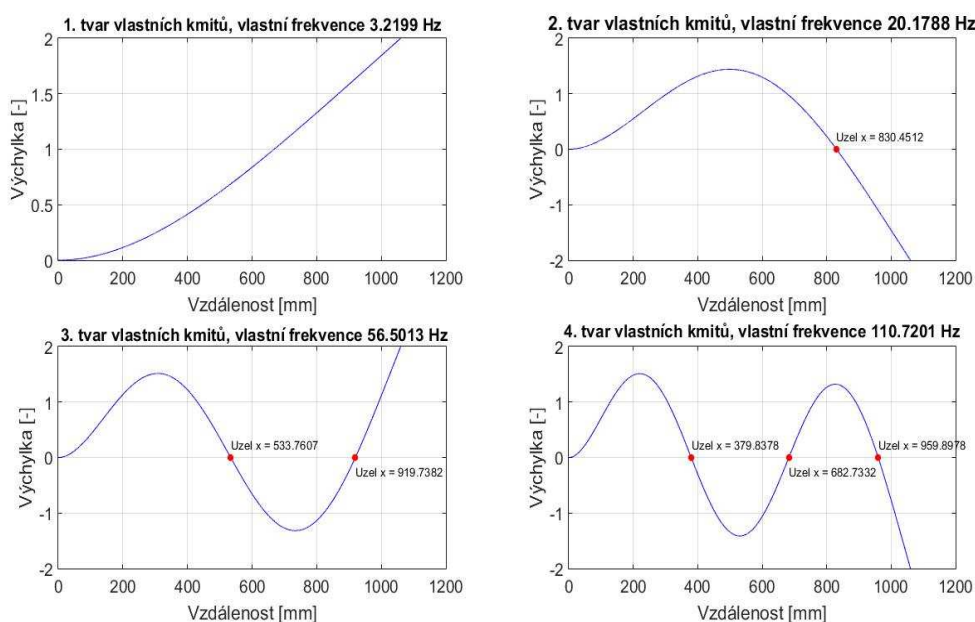 1. tvar vlastních kmitů, vlastní frekvence 3.2199 Hz
2
1.5
1
0.5
0
Výchylka [-]
0 200 400 600 800 1000 1200
Vzdálenost [mm]
2. tvar vlastních kmitů, vlastní frekvence 20.1788 Hz
2
1
0
-1
-2
Výchylka [-]
Uzel x = 830.4512
0 200 400 600 800 1000 1200
Vzdálenost [mm]
3. tvar vlastních kmitů, vlastní frekvence 56.5013 Hz
2
1
0
-1
-2
Výchylka [-]
Uzel x = 533.7607
Uzel x = 919.7382
0 200 400 600 800 1000 1200
Vzdálenost [mm]
4. tvar vlastních kmitů, vlastní frekvence 110.7201 Hz
2
1
0
-1
-2
Výchylka [-]
Uzel x = 379.8378
Uzel x = 959.8978
Uzel x = 682.7332
0 200 400 600 800 1000 1200
Vzdálenost [mm]